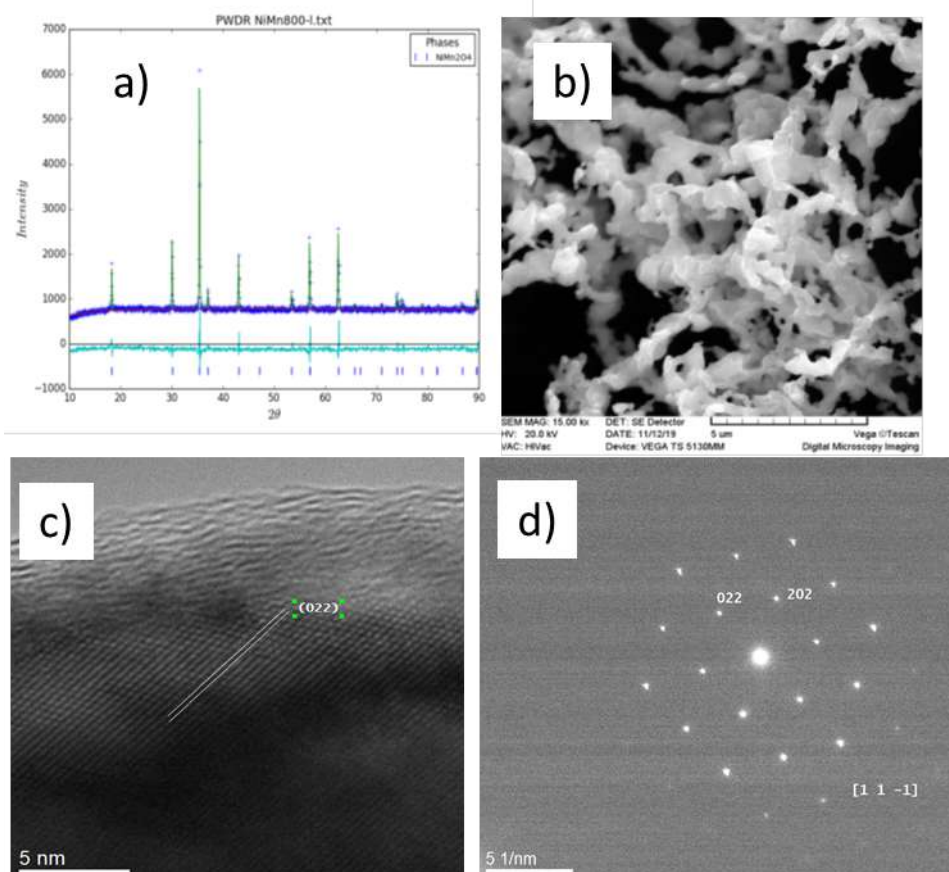 PWDR NiMn800-l.txt
a)
Phases
NiMn2O4
7000
6000
5000
4000
3000
2000
1000
0
−1000
Intensity
10 20 30 40 50 60 70 80 90
2θ
b)
SEM MAG: 15.00 kx DET: SE Detector
HV: 20.0 kV DATE: 11/12/19 5 um Vega ©Tescan
VAC: HiVac Device: VEGA TS 5130MM Digital Microscopy Imaging
c)
(022)
5 nm
d)
022 202
[1 1 -1]
5 1/nm